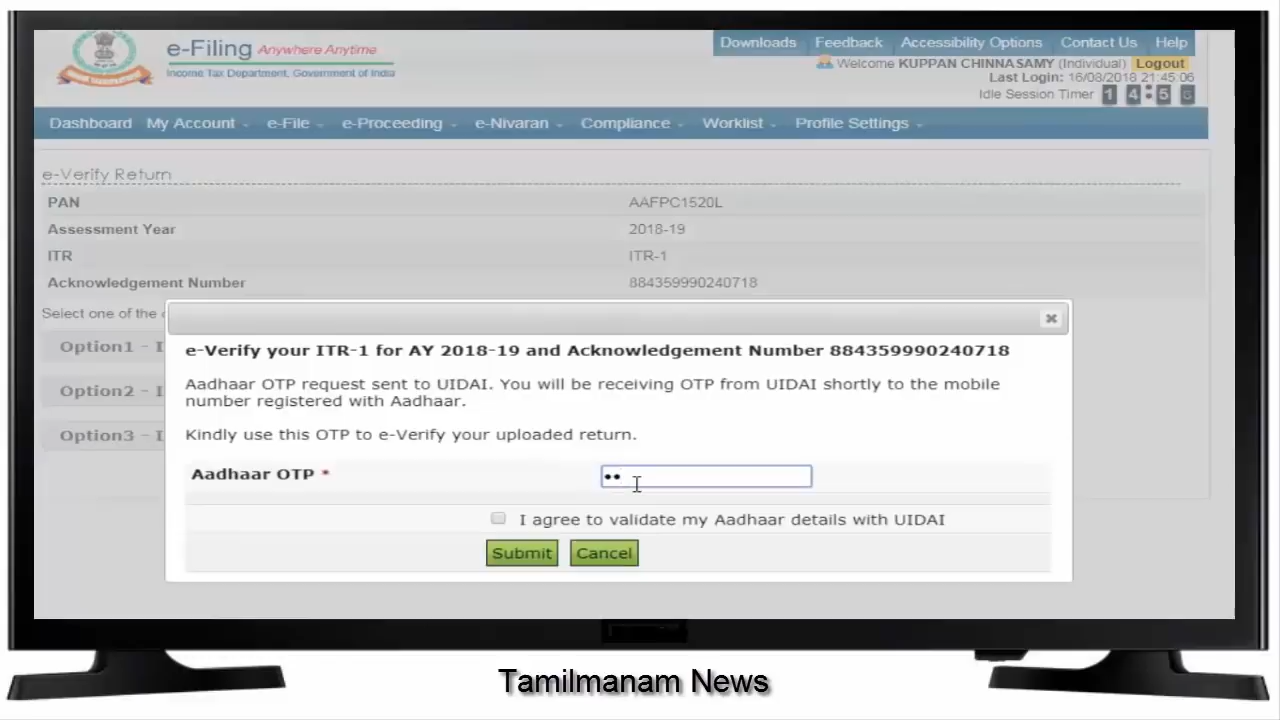 e-Filing Anywhere Anytime
Income Tax Department, Government of India
Downloads Feedback Accessibility Options Contact Us Help
Welcome KUPPAN CHINNASAMY (Individual) Logout
Last Login: 16/08/2018 21:45:06
Idle Session Timer 1 4 : 5
Dashboard My Account e-File e-Proceeding e-Nivaran Compliance Worklist Profile Settings
e-Verify Return
PAN AAFPC1520L
Assessment Year 2018-19
ITR ITR-1
Acknowledgement Number 884359990240718
Select one of the
Option1 - I
Option2 - I
Option3 - I
e-Verify your ITR-1 for AY 2018-19 and Acknowledgement Number 884359990240718
Aadhaar OTP request sent to UIDAI. You will be receiving OTP from UIDAI shortly to the mobile
number registered with Aadhaar.
Kindly use this OTP to e-Verify your uploaded return.
Aadhaar OTP * ••
I agree to validate my Aadhaar details with UIDAI
Submit Cancel
Tamilmanam News